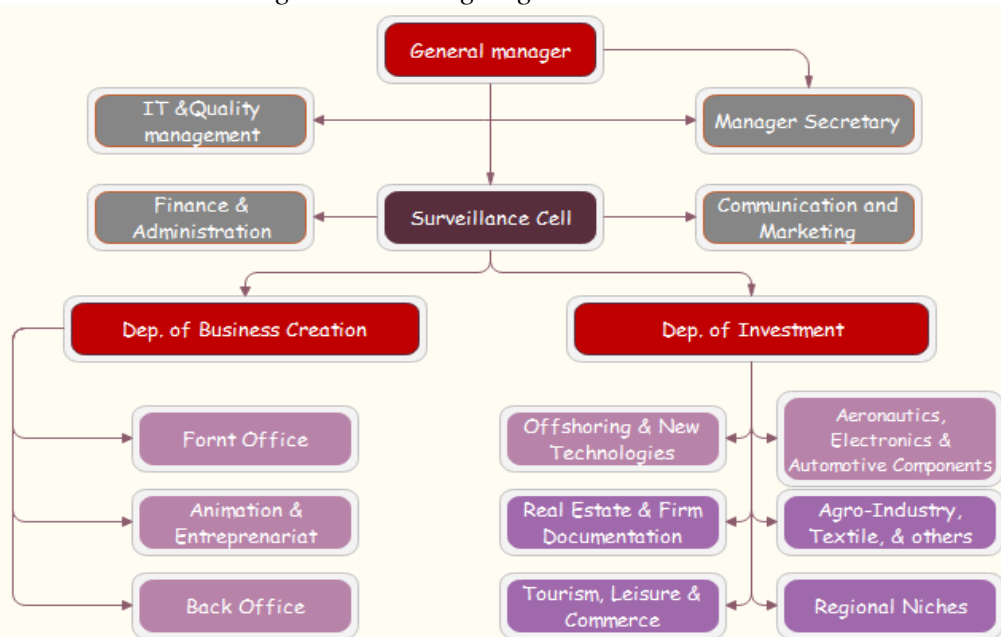 General manager
IT &Quality
management
Manager Secretary
Finance &
Administration
Surveillance Cell
Communication and
Marketing
Dep. of Business Creation
Dep. of Investment
Fornt Office
Offshoring & New
Technologies
Aeronautics,
Electronics &
Automotive Components
Animation &
Entreprenariat
Real Estate & Firm
Documentation
Agro-Industry,
Textile, & others
Back Office
Tourism, Leisure &
Commerce
Regional Niches